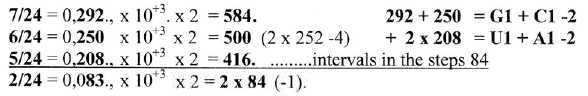 7/24 = 0,292., x 10⁺³. x 2 = 584. 292 + 250 = G1 + C1 -2
6/24 = 0,250 x 10⁺³ x 2 = 500 (2 x 252 -4) + 2 x 208 = U1 + A1 -2
5/24 = 0,208., x 10⁺³ x 2 = 416. .........intervals in the steps 84
2/24 = 0,083., x 10⁺³ x 2 = 2 x 84 (-1).